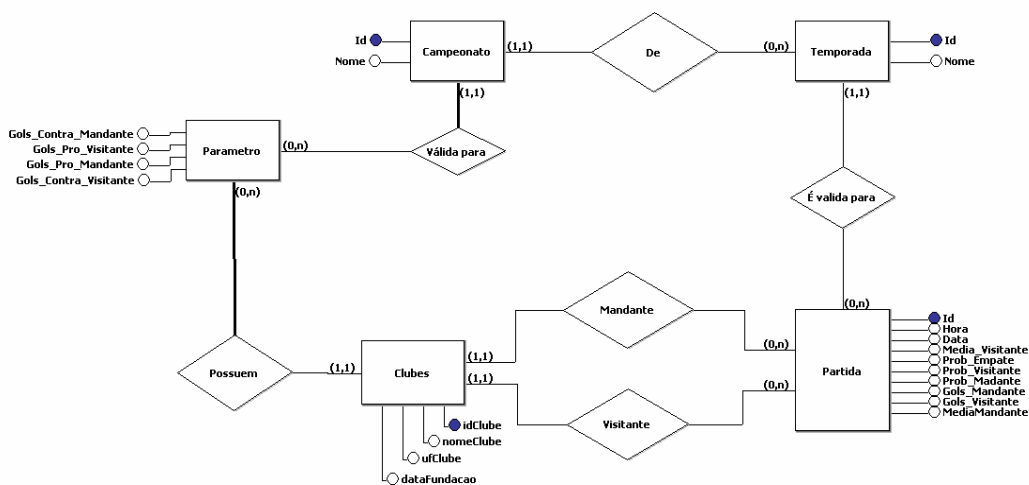 Id
Nome
Campeonato
(1,1)
(1,1)
De
(0,n)
Temporada
(1,1)
Id
Nome
Gols_Contra_Mandante
Gols_Pro_Visitante
Gols_Pro_Mandante
Gols_Contra_Visitante
Parametro
(0,n)
(0,n)
Válida para
É valida para
(0,n)
Possuem
(1,1)
Clubes
(1,1)
(1,1)
Mandante
(0,n)
Visitante
(0,n)
Partida
Id
Hora
Data
Media_Visitante
Prob_Empate
Prob_Visitante
Prob_Madante
Gols_Mandante
Gols_Visitante
MediaMandante
idClube
nomeClube
ufClube
dataFundacao